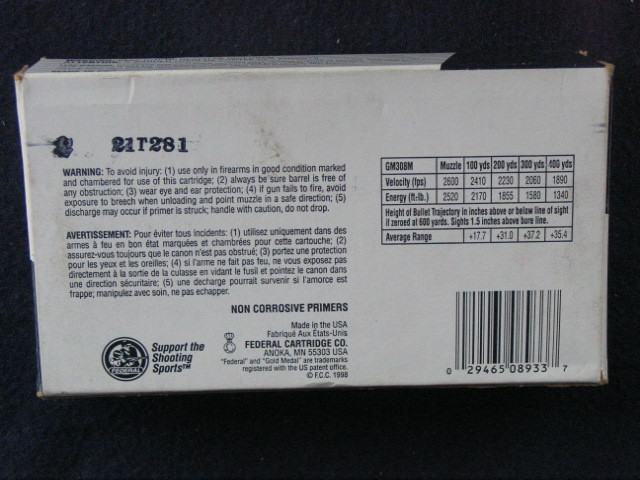 21T281
WARNING: To avoid injury: (1) use only in firearms in good condition marked
and chambered for use of this cartridge; (2) always be sure barrel is free of
any obstruction; (3) wear eye and ear protection; (4) if gun fails to fire, avoid
exposure to breech when unloading and point muzzle in a safe direction; (5)
discharge may occur if primer is struck; handle with caution, do not drop.
AVERTISSEMENT: Pour éviter tous incidents: (1) utilisez uniquement dans des
armes à feu en bon état marquées et chambrées pour cette cartouche; (2)
assurez-vous toujours que le canon n'est pas obstrué; (3) portez une protection
pour les yeux et les oreilles; (4) si l'arme ne fait pas feu, ne vous exposez pas
directement à la sortie de la culasse en vidant le fusil et pointez le canon dans
une direction sécuritaire; (5) une décharge pourrait survenir si l'amorce est
frappe; manipulez avec soin, ne pas echapper.
NON CORROSIVE PRIMERS
Made in the USA
Fabriqué Aux États-Unis
FEDERAL CARTRIDGE CO.
ANOKA, MN 55303 USA
"Federal" and "Gold Medal" are trademarks
registered with the US patent office.
© F.C.C. 1998
FEDERAL
Support the
Shooting
Sports™
GM308M Muzzle 100 yds 200 yds 300 yds 400 yds
Velocity (fps) 2600 2410 2230 2060 1890
Energy (ft-lb.) 2520 2170 1855 1580 1340
Height of Bullet Trajectory in inches above or below line of sight
if zeroed at 600 yards. Sights 1.5 inches above bore line.
Average Range +17.7 +31.0 +37.2 +35.4
0 29465 08933 7